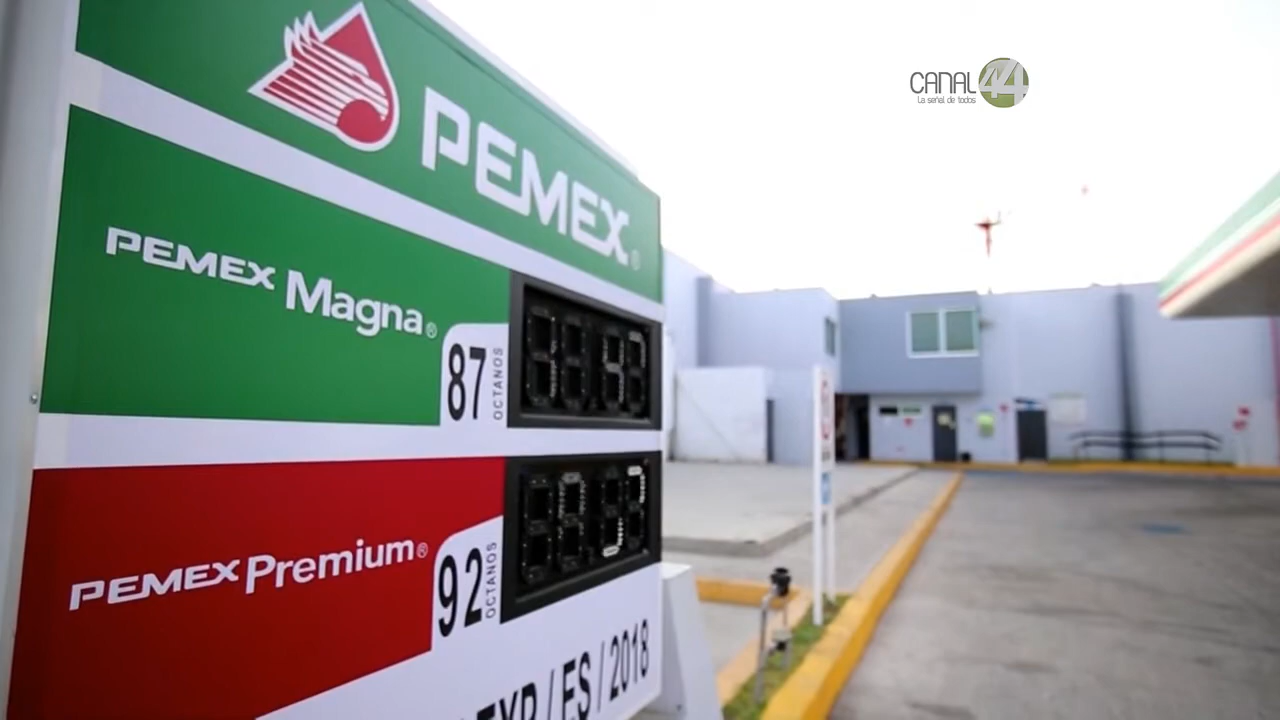 CANAL 44
La señal de todos
PEMEX®
PEMEX Magna®
87 OCTANOS
PEMEX Premium®
92 OCTANOS
/ ES / 2018